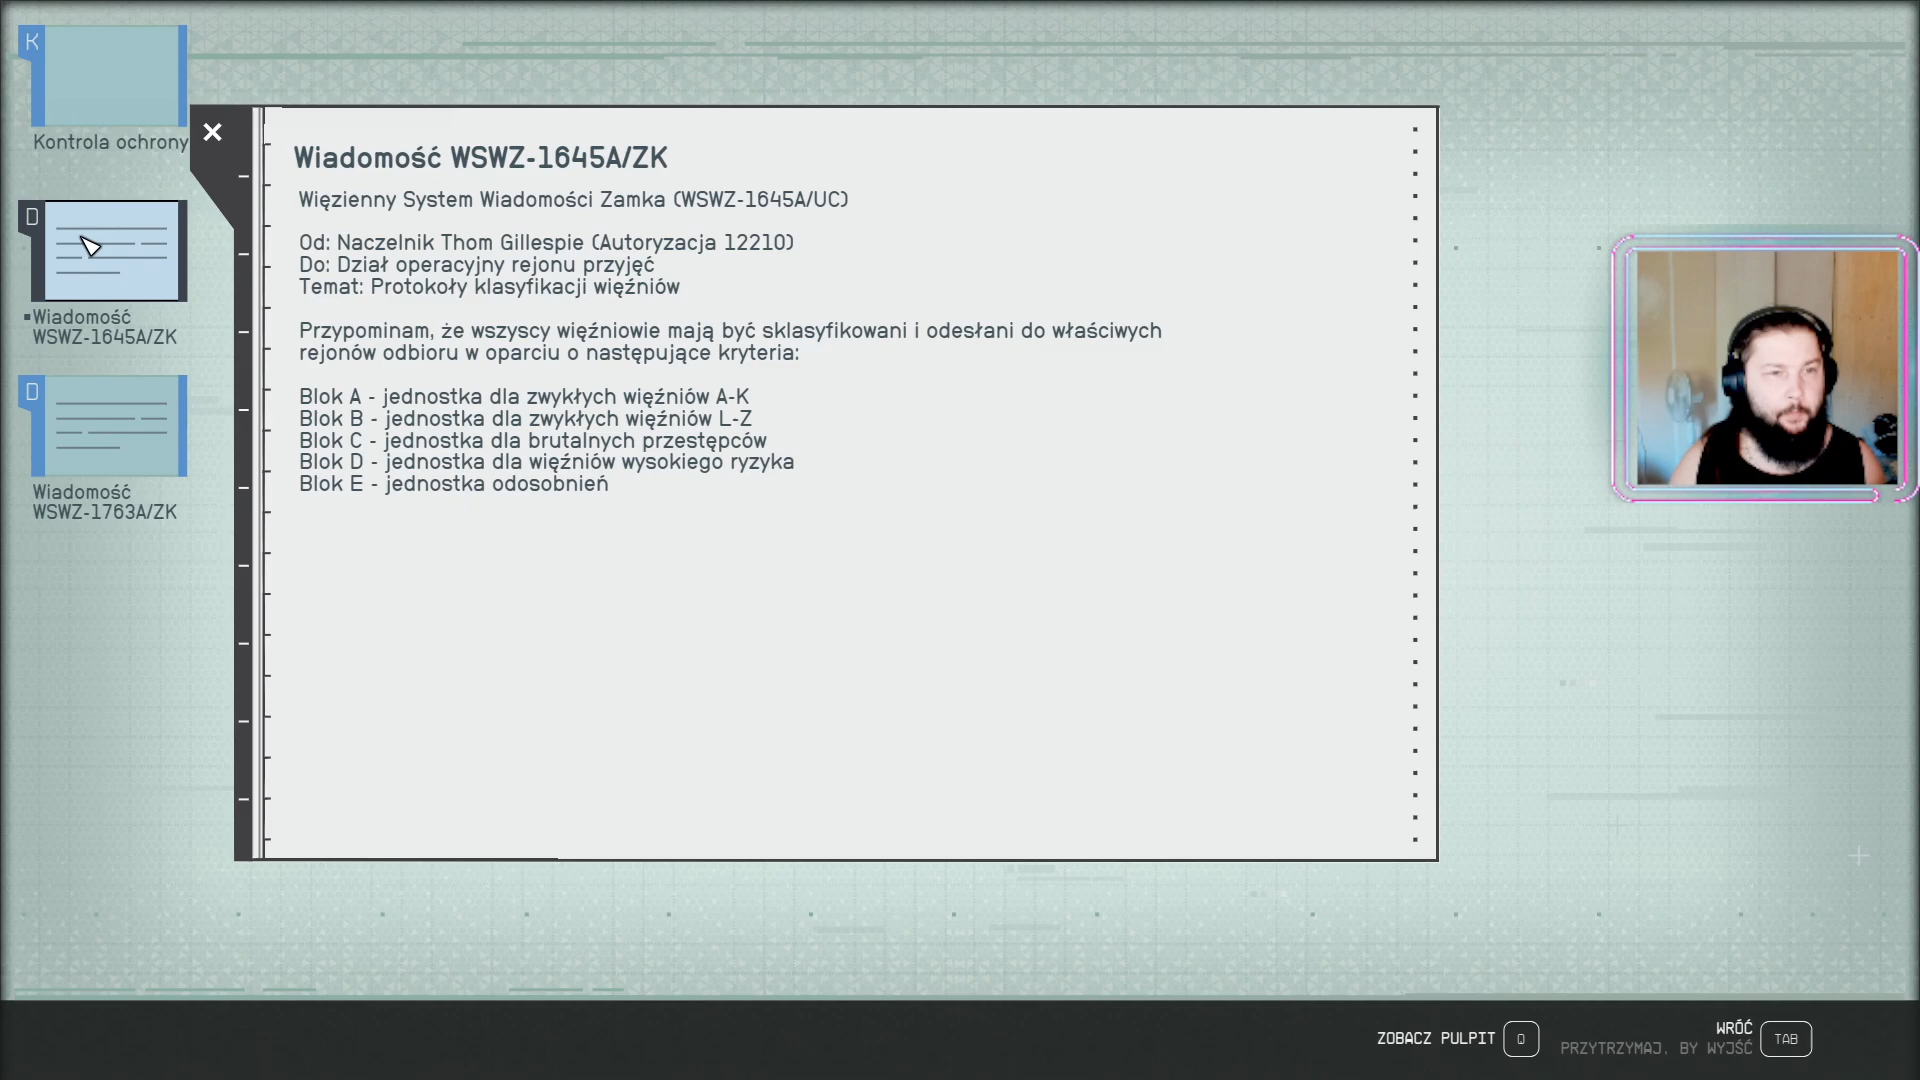 K
Kontrola ochrony
D
Wiadomość
WSWZ-1645A/ZK
D
Wiadomość
WSWZ-1763A/ZK
Wiadomość WSWZ-1645A/ZK
Więzienny System Wiadomości Zamka (WSWZ-1645A/UC)
Od: Naczelnik Thom Gillespie (Autoryzacja 12210)
Do: Dział operacyjny rejonu przyjęć
Temat: Protokoły klasyfikacji więźniów
Przypominam, że wszyscy więźniowie mają być sklasyfikowani i odesłani do właściwych
rejonów odbioru w oparciu o następujące kryteria:
Blok A - jednostka dla zwykłych więźniów A-K
Blok B - jednostka dla zwykłych więźniów L-Z
Blok C - jednostka dla brutalnych przestępców
Blok D - jednostka dla więźniów wysokiego ryzyka
Blok E - jednostka odosobnień
ZOBACZ PULPIT Q
WRÓĆ TAB
PRZYTRZYMAJ, BY WYJŚĆ